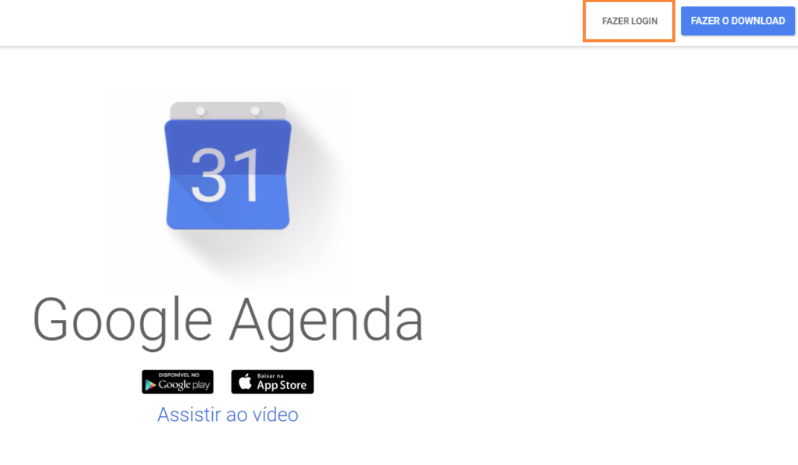 FAZER LOGIN
FAZER O DOWNLOAD
31
Google Agenda
DISPONÍVEL NO
Google play
Baixar na
App Store
Assistir ao vídeo